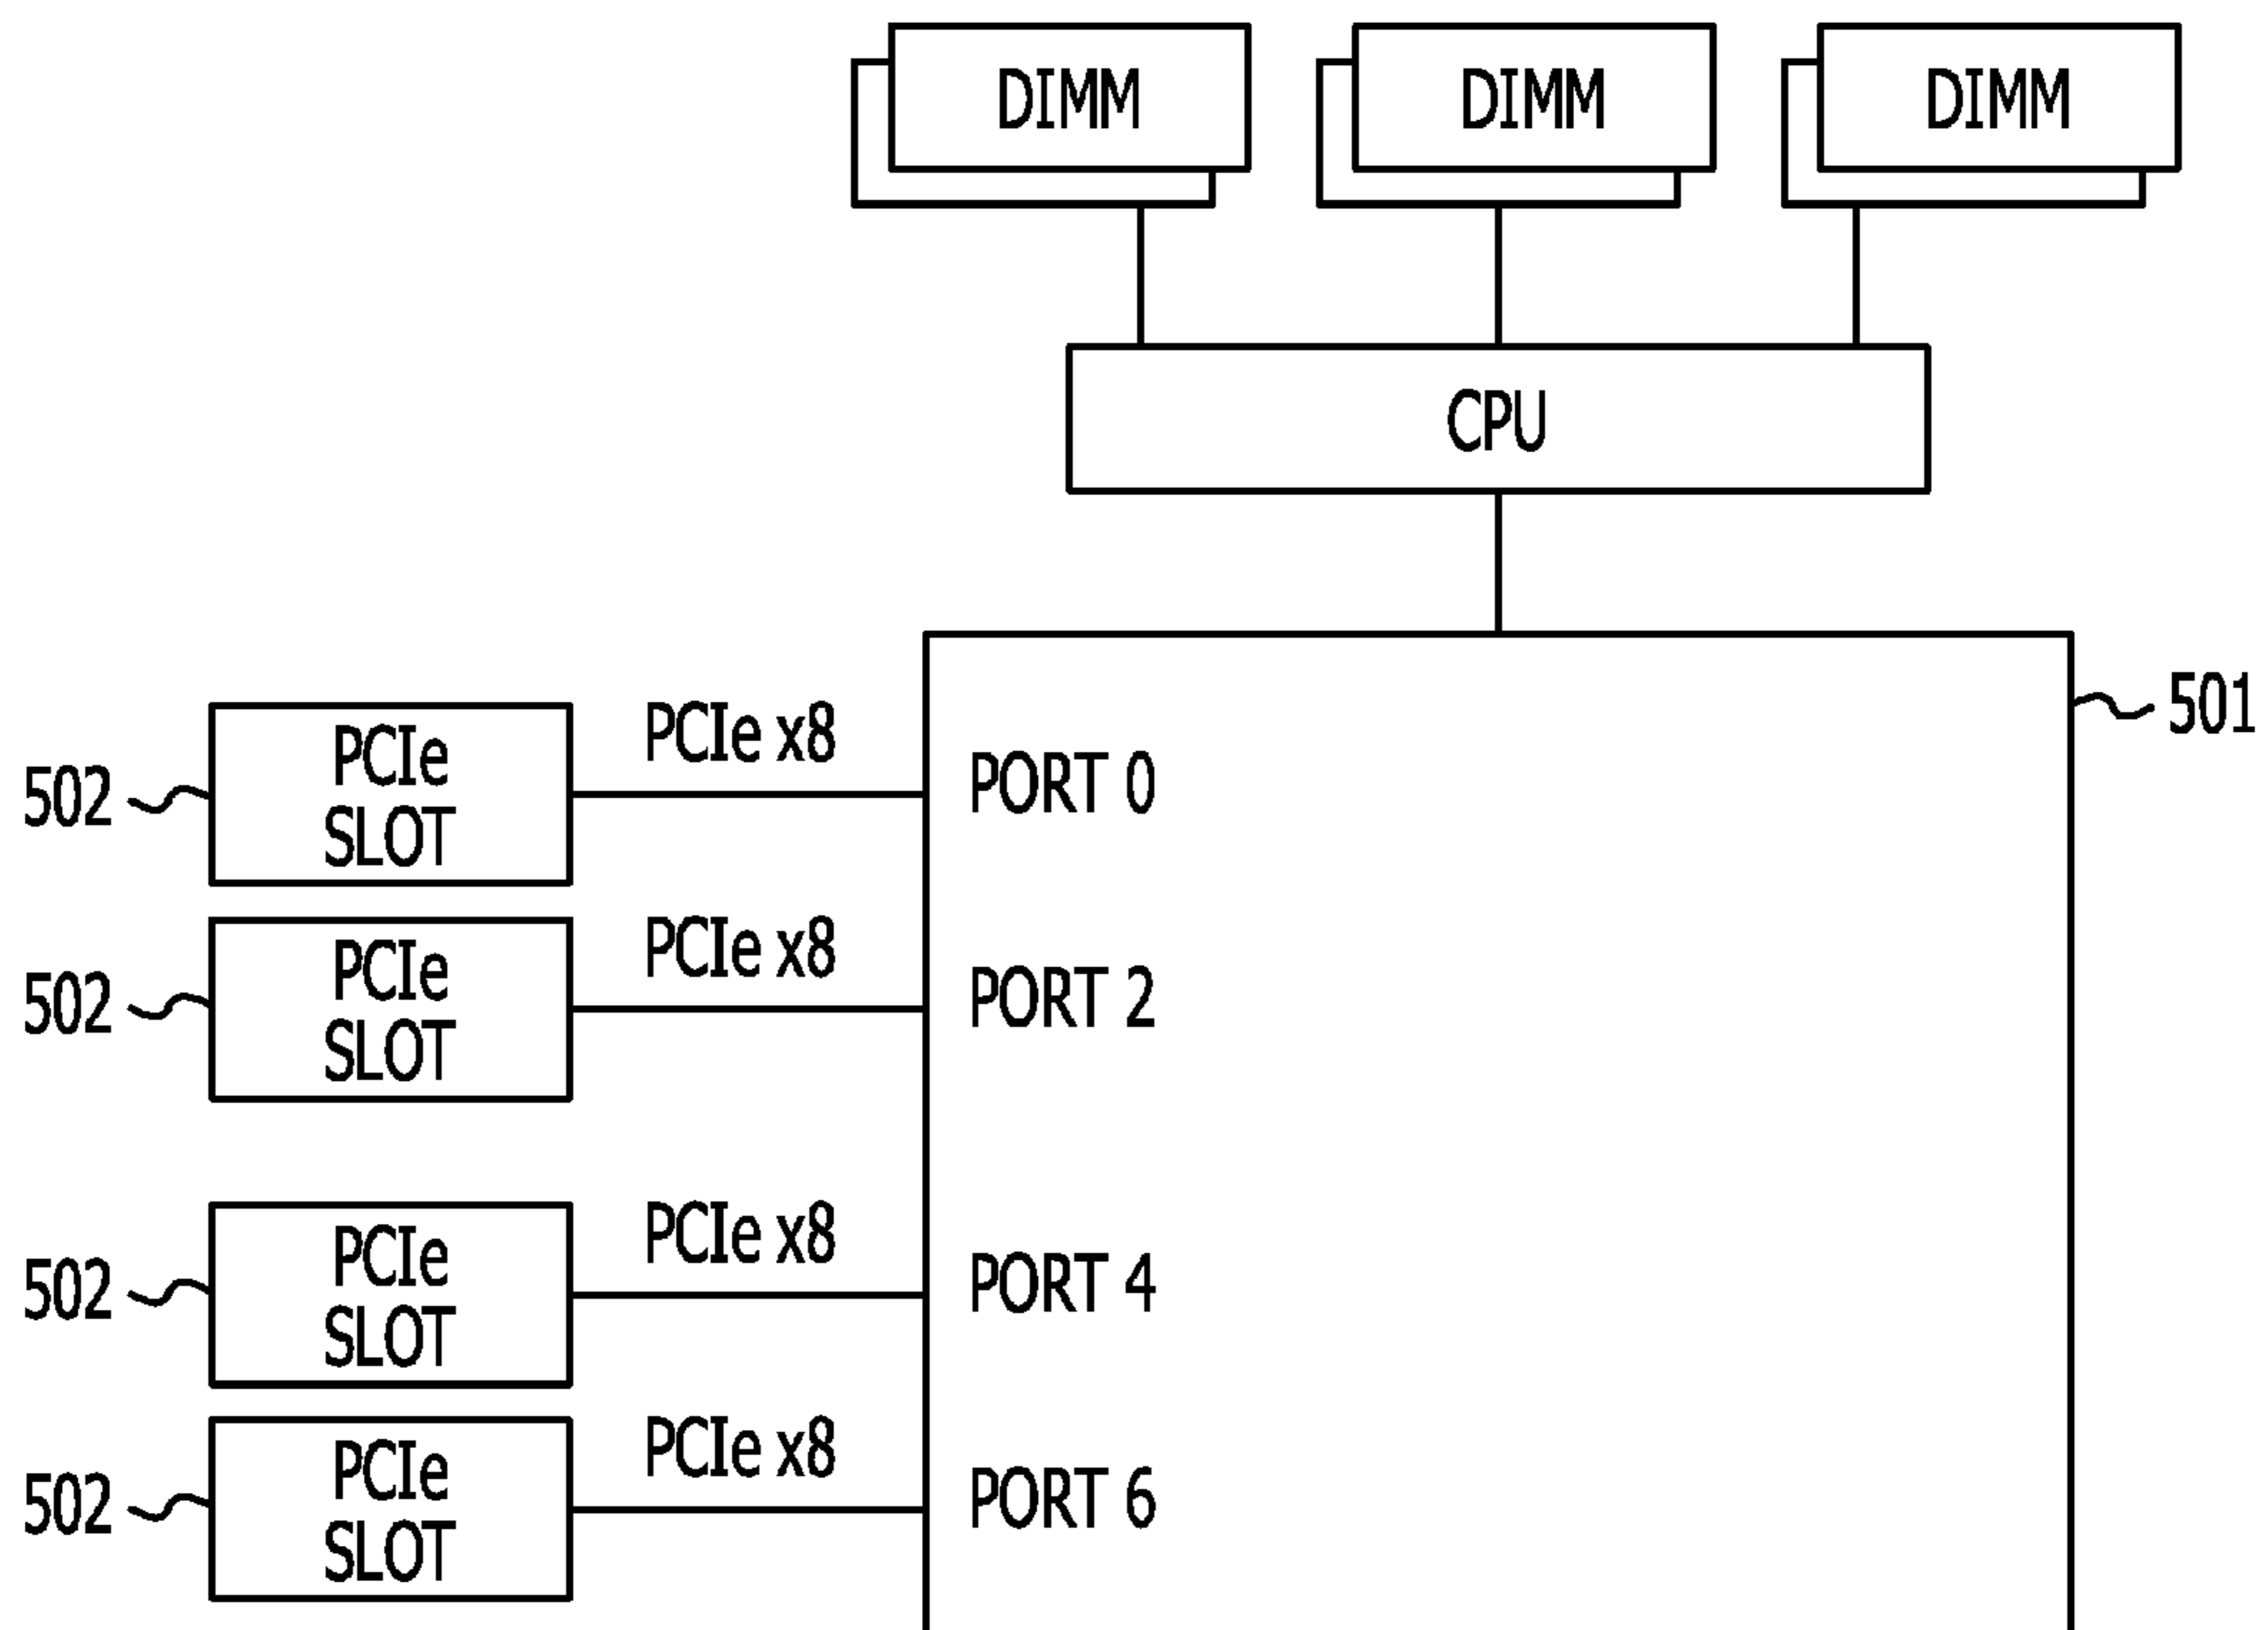 DIMM DIMM DIMM
CPU
501
PCIe x8
PCIe
SLOT
502
PORT 0
PCIe x8
PCIe
SLOT
502
PORT 2
PCIe x8
PCIe
SLOT
502
PORT 4
PCIe x8
PCIe
SLOT
502
PORT 6